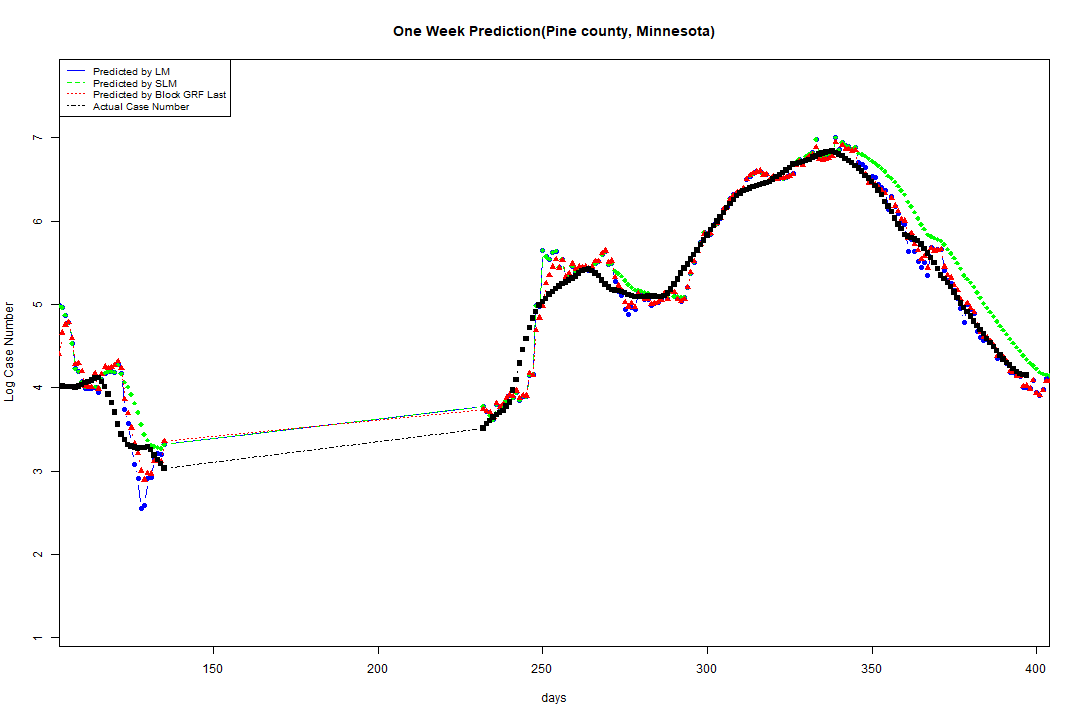 One Week Prediction(Pine county, Minnesota)
Predicted by LM
Predicted by SLM
Predicted by Block GRF Last
Actual Case Number
Log Case Number
7
6
5
4
3
2
1
150 200 250 300 350 400
days